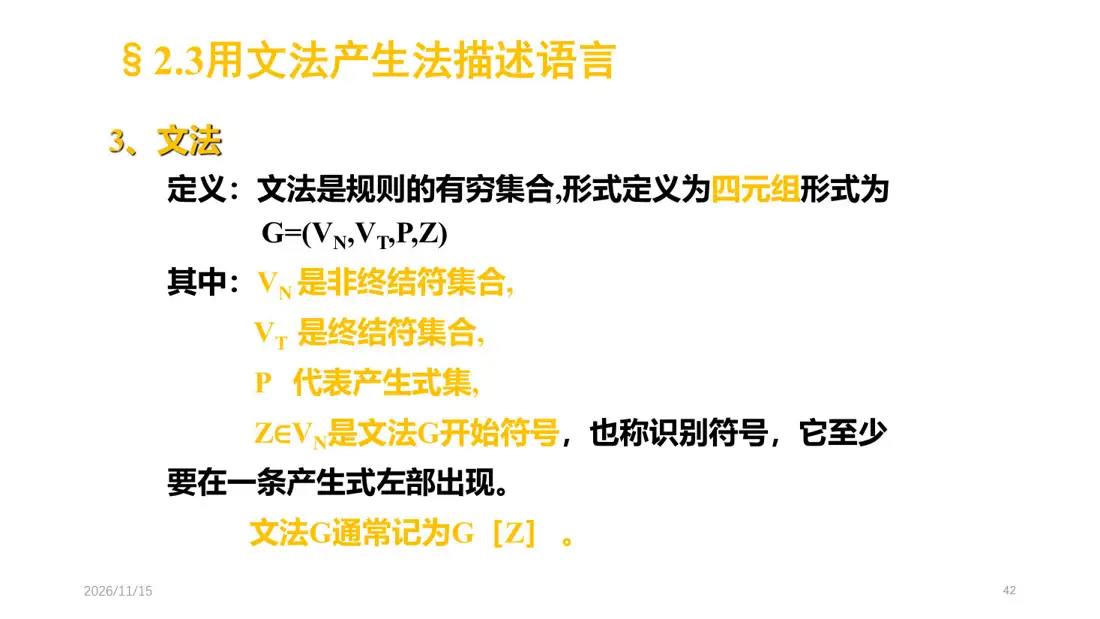 §2.3用文法产生法描述语言
3、文法
定义：文法是规则的有穷集合,形式定义为四元组形式为
G=(VN,VT,P,Z)
其中：VN是非终结符集合,
VT 是终结符集合,
P 代表产生式集,
Z∈VN是文法G开始符号，也称识别符号，它至少
要在一条产生式左部出现。
文法G通常记为G［Z］ 。
2026/11/15
42